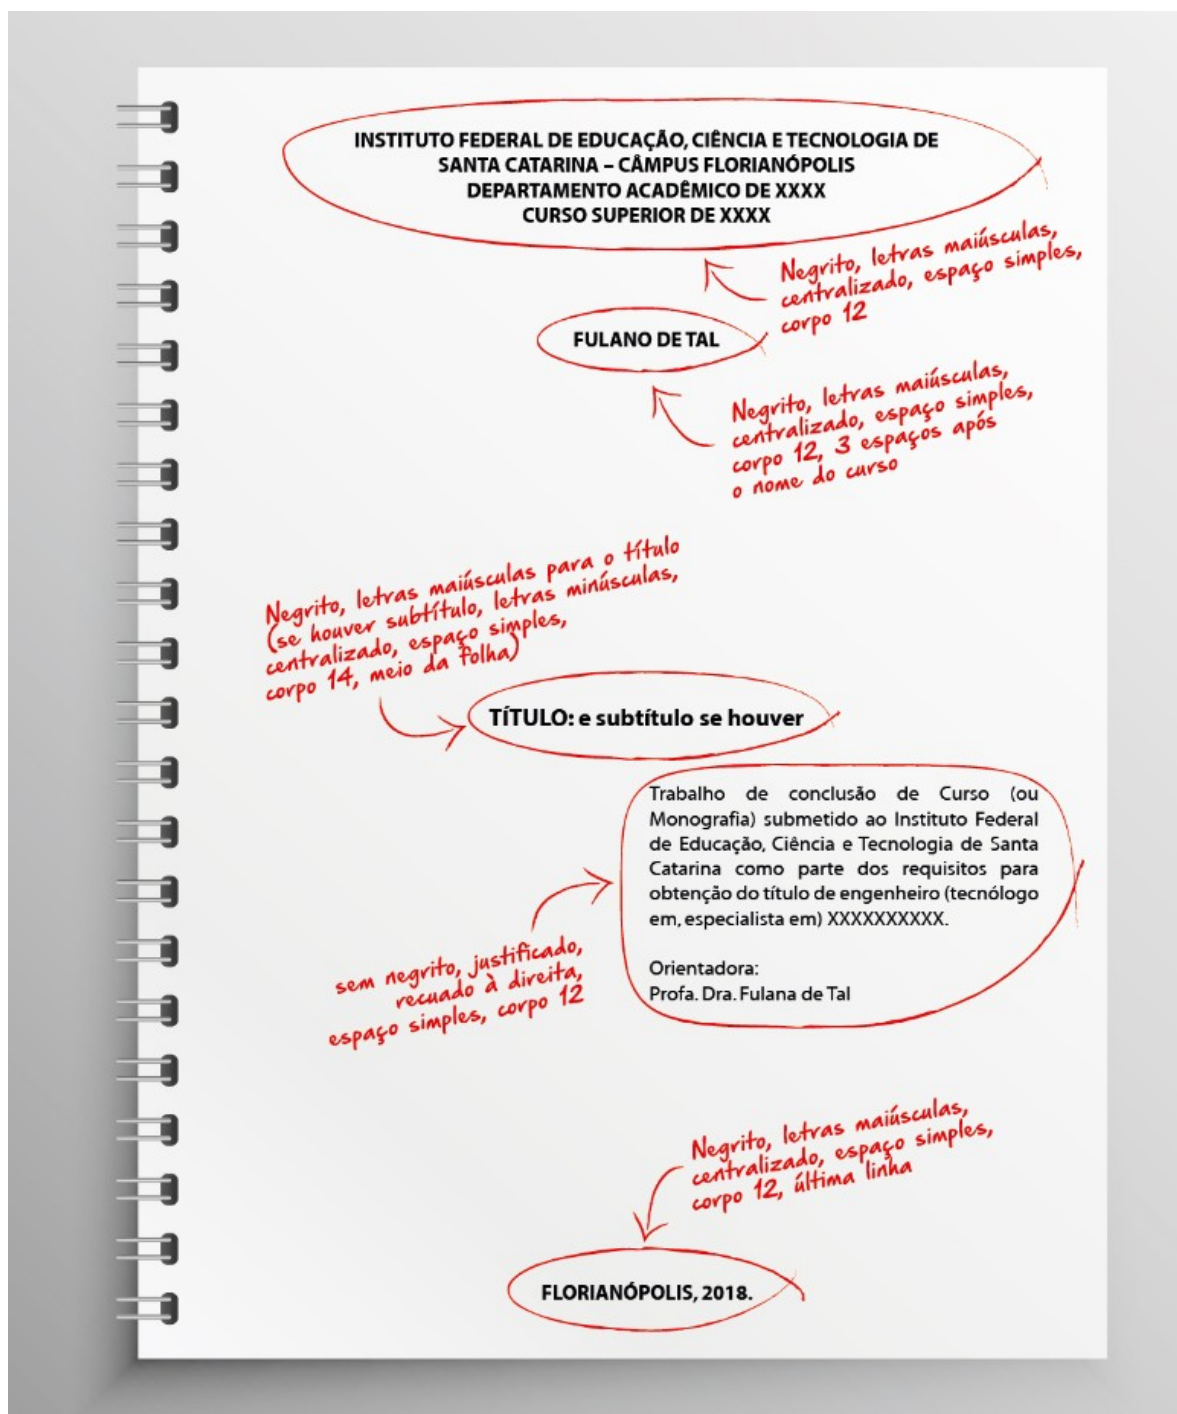 INSTITUTO FEDERAL DE EDUCAÇÃO, CIÊNCIA E TECNOLOGIA DE
SANTA CATARINA – CÂMPUS FLORIANÓPOLIS
DEPARTAMENTO ACADÊMICO DE XXXX
CURSO SUPERIOR DE XXXX
Negrito, letras maiúsculas,
centralizado, espaço simples,
corpo 12
FULANO DE TAL
Negrito, letras maiúsculas,
centralizado, espaço simples,
corpo 12, 3 espaços após
o nome do curso
Negrito, letras maiúsculas para o título
(se houver subtítulo, letras minúsculas,
centralizado, espaço simples,
corpo 14, meio da folha)
TÍTULO: e subtítulo se houver
Trabalho de conclusão de Curso (ou
Monografia) submetido ao Instituto Federal
de Educação, Ciência e Tecnologia de Santa
Catarina como parte dos requisitos para
obtenção do título de engenheiro (tecnólogo
em, especialista em) XXXXXXXXXX.
Orientadora:
Profa. Dra. Fulana de Tal
sem negrito, justificado,
recuado à direita,
espaço simples, corpo 12
Negrito, letras maiúsculas,
centralizado, espaço simples,
corpo 12, última linha
FLORIANÓPOLIS, 2018.